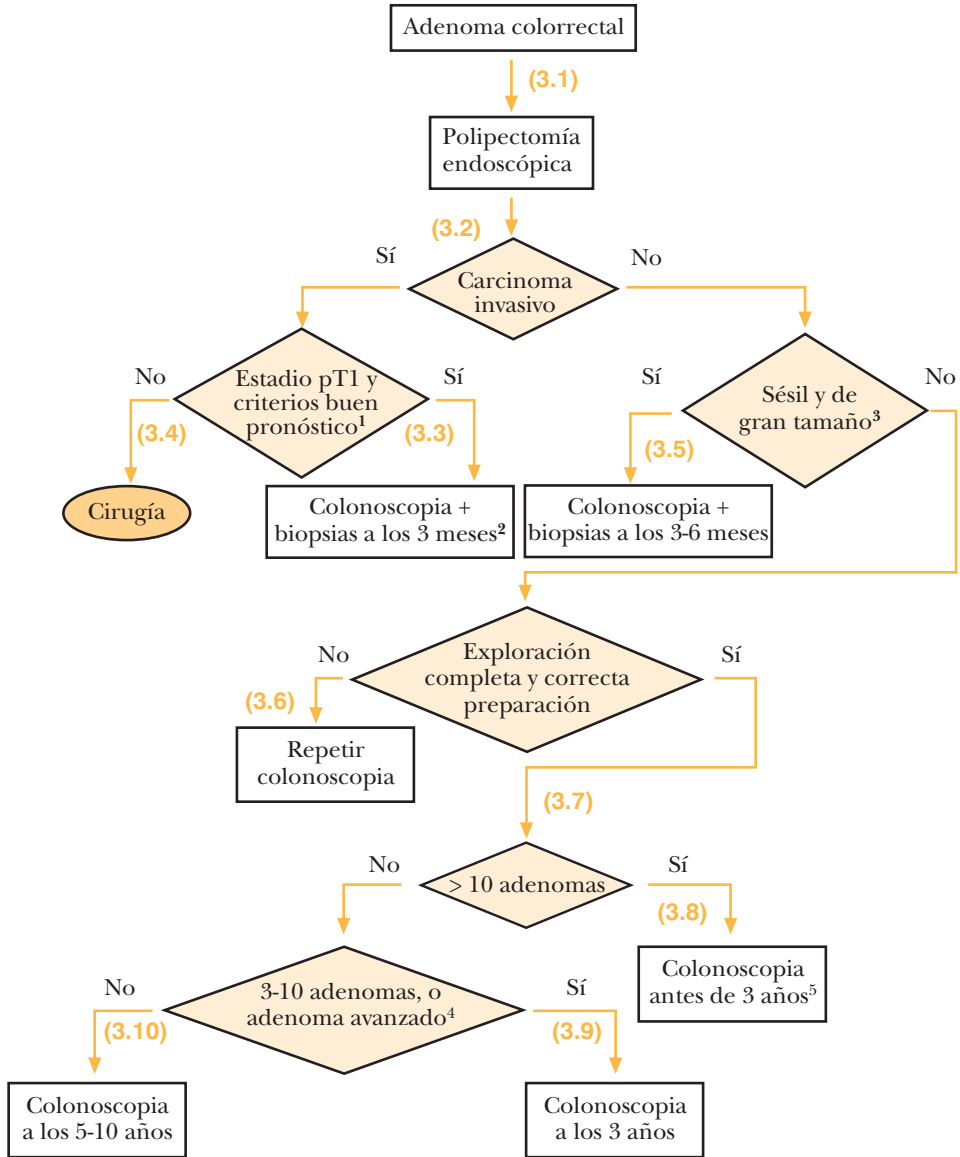 Adenoma colorrectal
(3.1)
Polipectomía
endoscópica
(3.2)
Sí
No
Carcinoma
invasivo
No
Estadio pT1 y
criterios buen
pronóstico1
Sí
(3.4)
(3.3)
Sí
Sésil y de
gran tamaño3
No
(3.5)
Cirugía
Colonoscopia +
biopsias a los 3 meses2
Colonoscopia +
biopsias a los 3-6 meses
No
Exploración
completa y correcta
preparación
Sí
(3.6)
Repetir
colonoscopia
(3.7)
No
> 10 adenomas
Sí
(3.8)
Colonoscopia
antes de 3 años5
No
3-10 adenomas, o
adenoma avanzado4
Sí
(3.10)
(3.9)
Colonoscopia
a los 5-10 años
Colonoscopia
a los 3 años